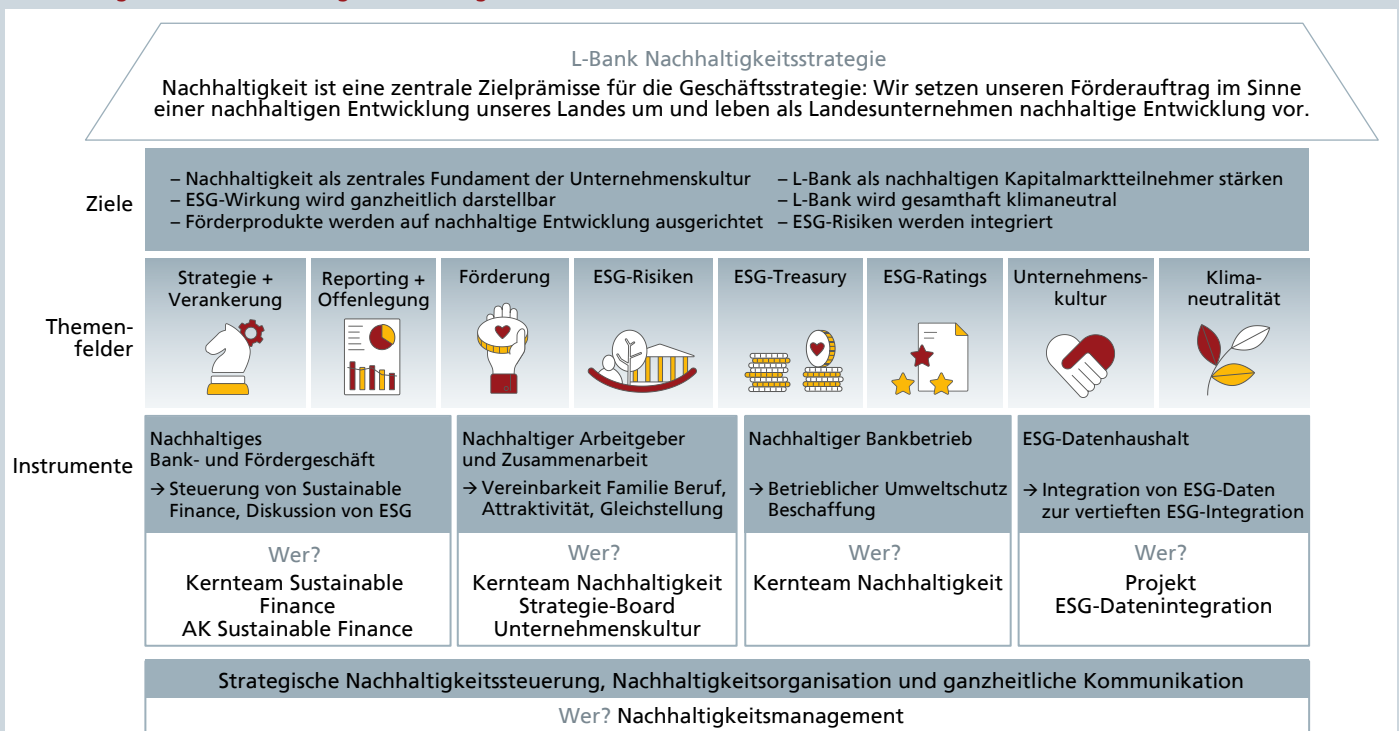 L-Bank Nachhaltigkeitsstrategie
Nachhaltigkeit ist eine zentrale Zielprämisse für die Geschäftsstrategie: Wir setzen unseren Förderauftrag im Sinne
einer nachhaltigen Entwicklung unseres Landes um und leben als Landesunternehmen nachhaltige Entwicklung vor.
Ziele
– Nachhaltigkeit als zentrales Fundament der Unternehmenskultur
– ESG-Wirkung wird ganzheitlich darstellbar
– Förderprodukte werden auf nachhaltige Entwicklung ausgerichtet
– L-Bank als nachhaltigen Kapitalmarktteilnehmer stärken
– L-Bank wird gesamthaft klimaneutral
– ESG-Risiken werden integriert
Themen-
felder
Strategie +
Verankerung
Reporting +
Offenlegung
Förderung
ESG-Risiken
ESG-Treasury
ESG-Ratings
Unternehmens-
kultur
Klima-
neutralität
Instrumente
Nachhaltiges
Bank- und Fördergeschäft
→ Steuerung von Sustainable
Finance, Diskussion von ESG
Wer?
Kernteam Sustainable
Finance
AK Sustainable Finance
Nachhaltiger Arbeitgeber
und Zusammenarbeit
→ Vereinbarkeit Familie Beruf,
Attraktivität, Gleichstellung
Wer?
Kernteam Nachhaltigkeit
Strategie-Board
Unternehmenskultur
Nachhaltiger Bankbetrieb
→ Betrieblicher Umweltschutz
Beschaffung
Wer?
Kernteam Nachhaltigkeit
ESG-Datenhaushalt
→ Integration von ESG-Daten
zur vertieften ESG-Integration
Wer?
Projekt
ESG-Datenintegration
Strategische Nachhaltigkeitssteuerung, Nachhaltigkeitsorganisation und ganzheitliche Kommunikation
Wer? Nachhaltigkeitsmanagement